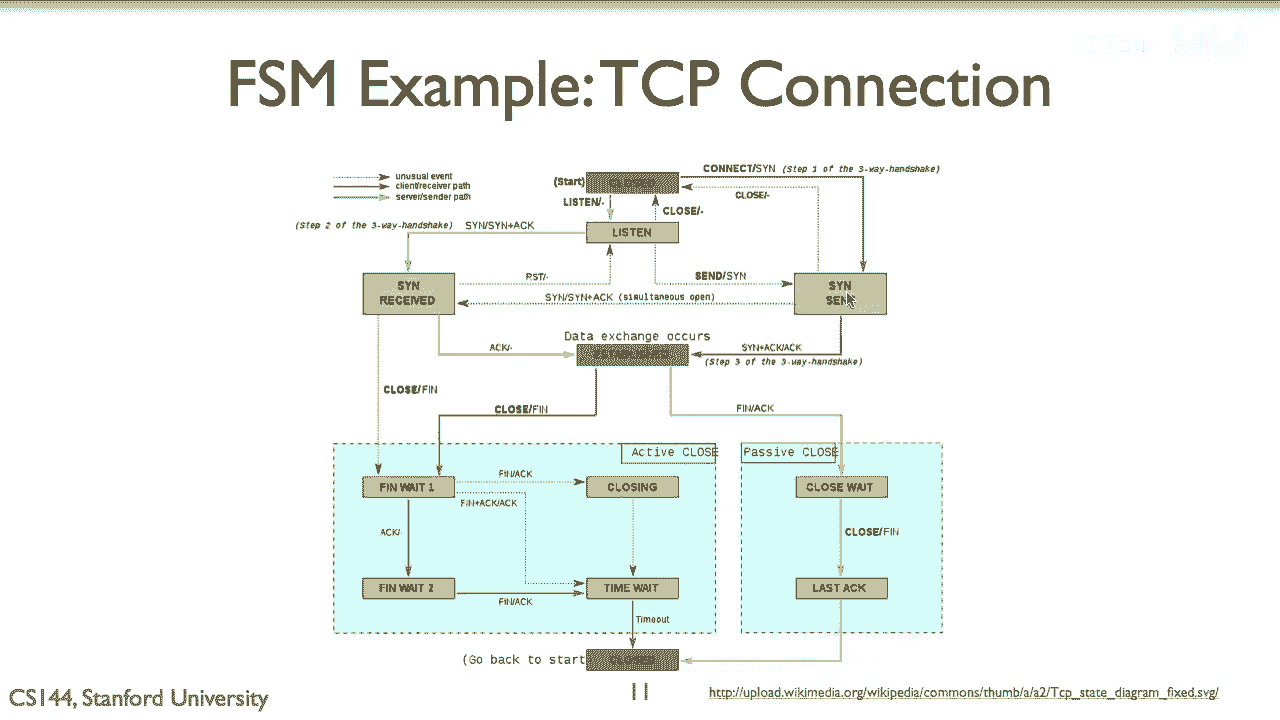 FSM Example: TCP Connection
unusual event
client/receiver path
server/sender path
(Start)
CLOSED
CONNECT/SYN (Step 1 of the 3-way-handshake)
CLOSE/-
LISTEN/-
CLOSE/-
(Step 2 of the 3-way-handshake) SYN/SYN+ACK
LISTEN
SYN
RECEIVED
RST/-
SEND/SYN
SYN
SENT
SYN/SYN+ACK (simultaneous open)
Data exchange occurs
ACK/-
SYN+ACK/ACK
(Step 3 of the 3-way-handshake)
CLOSE/FIN
CLOSE/FIN
FIN/ACK
Active CLOSE
Passive CLOSE
FIN WAIT 1
FIN/ACK
CLOSING
CLOSE WAIT
FIN+ACK/ACK
ACK/-
CLOSE/FIN
FIN WAIT 2
FIN/ACK
TIME WAIT
LAST ACK
Timeout
(Go back to start
CLOSED
CS144, Stanford University
11
http://upload.wikimedia.org/wikipedia/commons/thumb/a/a2/Tcp_state_diagram_fixed.svg/